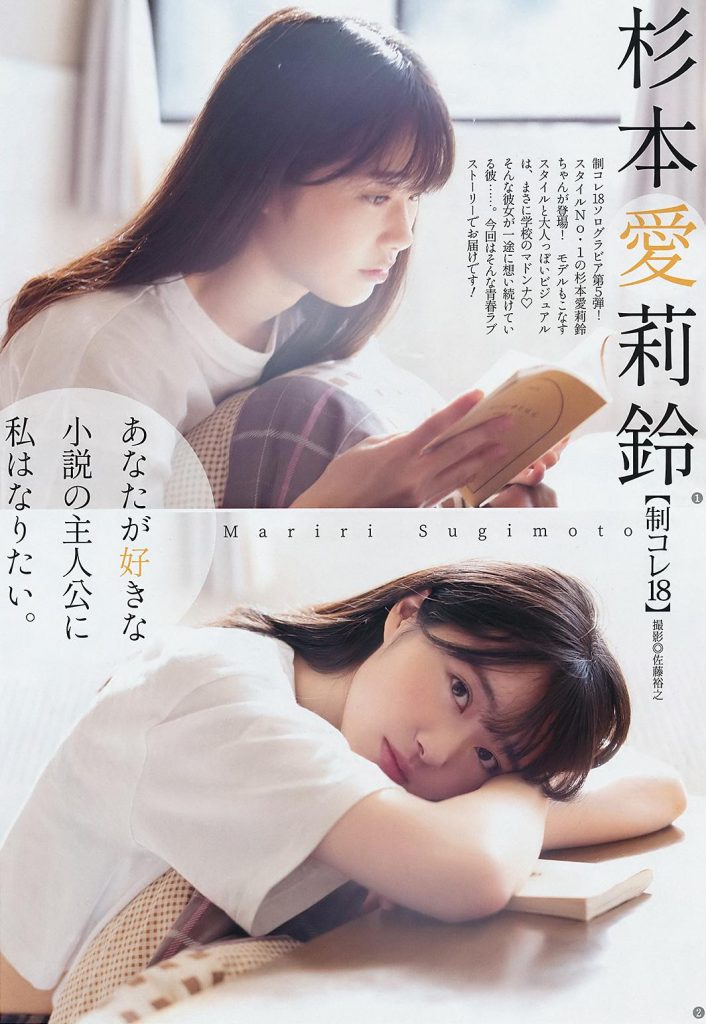 杉本愛莉鈴
【制コレ18】
撮影◎佐藤裕之
制コレ18ソログラビア第5弾!
スタイルNo.1の杉本愛莉鈴
ちゃんが登場! モデルもこなす
スタイルと大人っぽいビジュアル
は、まさに学校のマドンナ♡
そんな彼女が一途に想い続けてい
る彼……。今回はそんな青春ラブ
ストーリーでお届けです!
❶
Mariri Sugimoto
あなたが好きな
小説の主人公に
私はなりたい。
❷